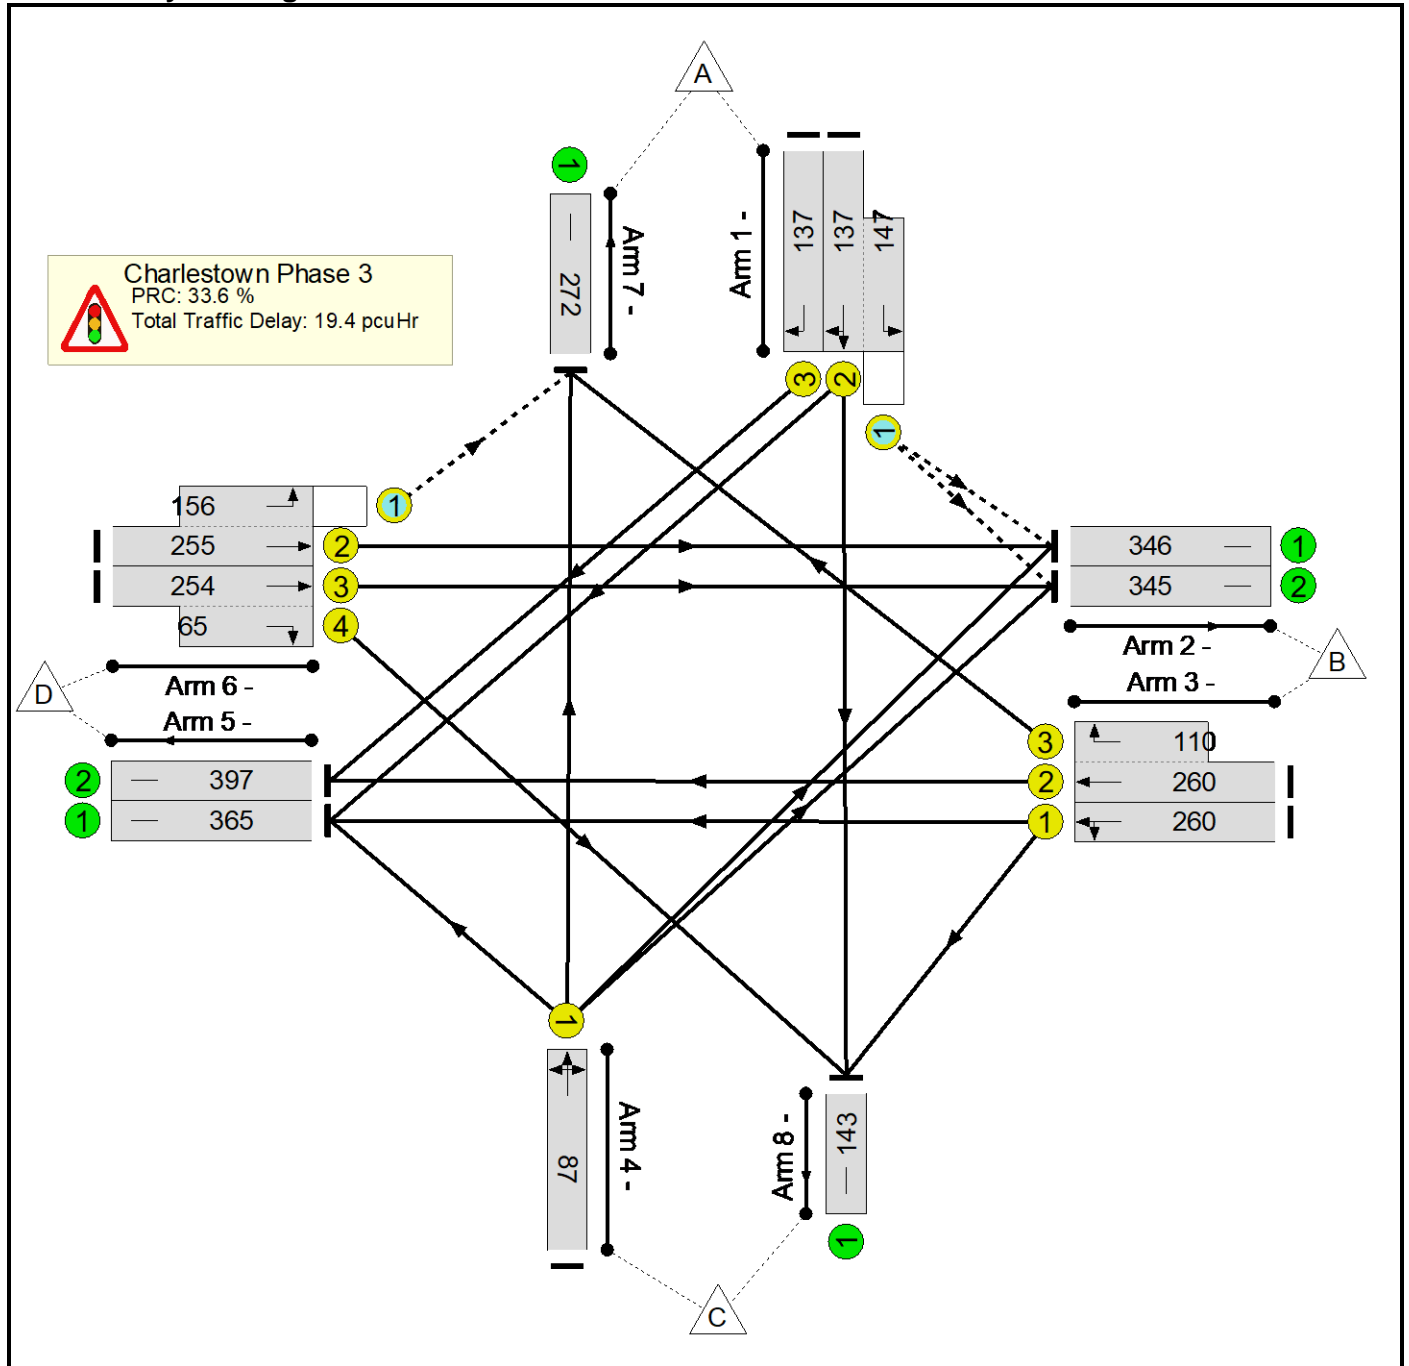 A
1
Arm 7 -
272
Arm 1 -
137
137
147
3
2
1
Charlestown Phase 3
PRC: 33.6 %
Total Traffic Delay: 19.4 pcuHr
156
1
255
2
254
3
65
4
346
1
345
2
Arm 2 -
Arm 3 -
B
D
Arm 6 -
Arm 5 -
3
110
2
260
1
260
2
397
1
365
1
Arm 4 -
87
Arm 8 -
143
1
C